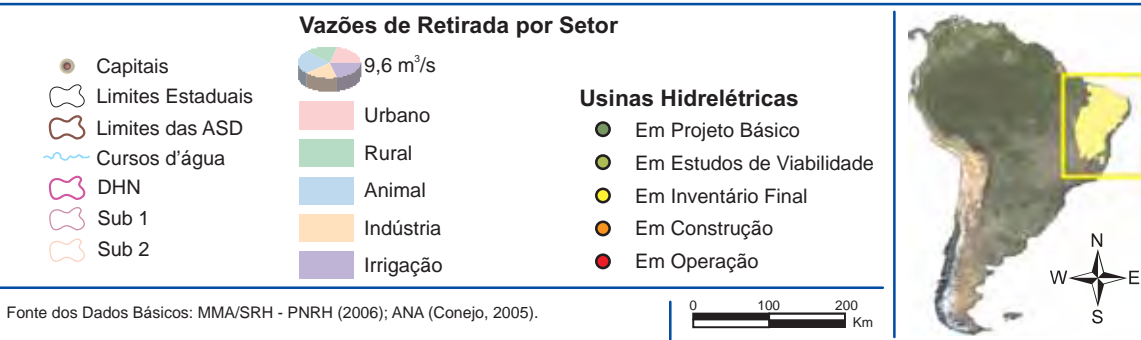 Vazões de Retirada por Setor
9,6 m³/s
Capitais
Limites Estaduais
Limites das ASD
Cursos d'água
DHN
Sub 1
Sub 2
Urbano
Rural
Animal
Indústria
Irrigação
Usinas Hidrelétricas
Em Projeto Básico
Em Estudos de Viabilidade
Em Inventário Final
Em Construção
Em Operação
Fonte dos Dados Básicos: MMA/SRH - PNRH (2006); ANA (Conejo, 2005).
0 100 200
Km
N
W E
S